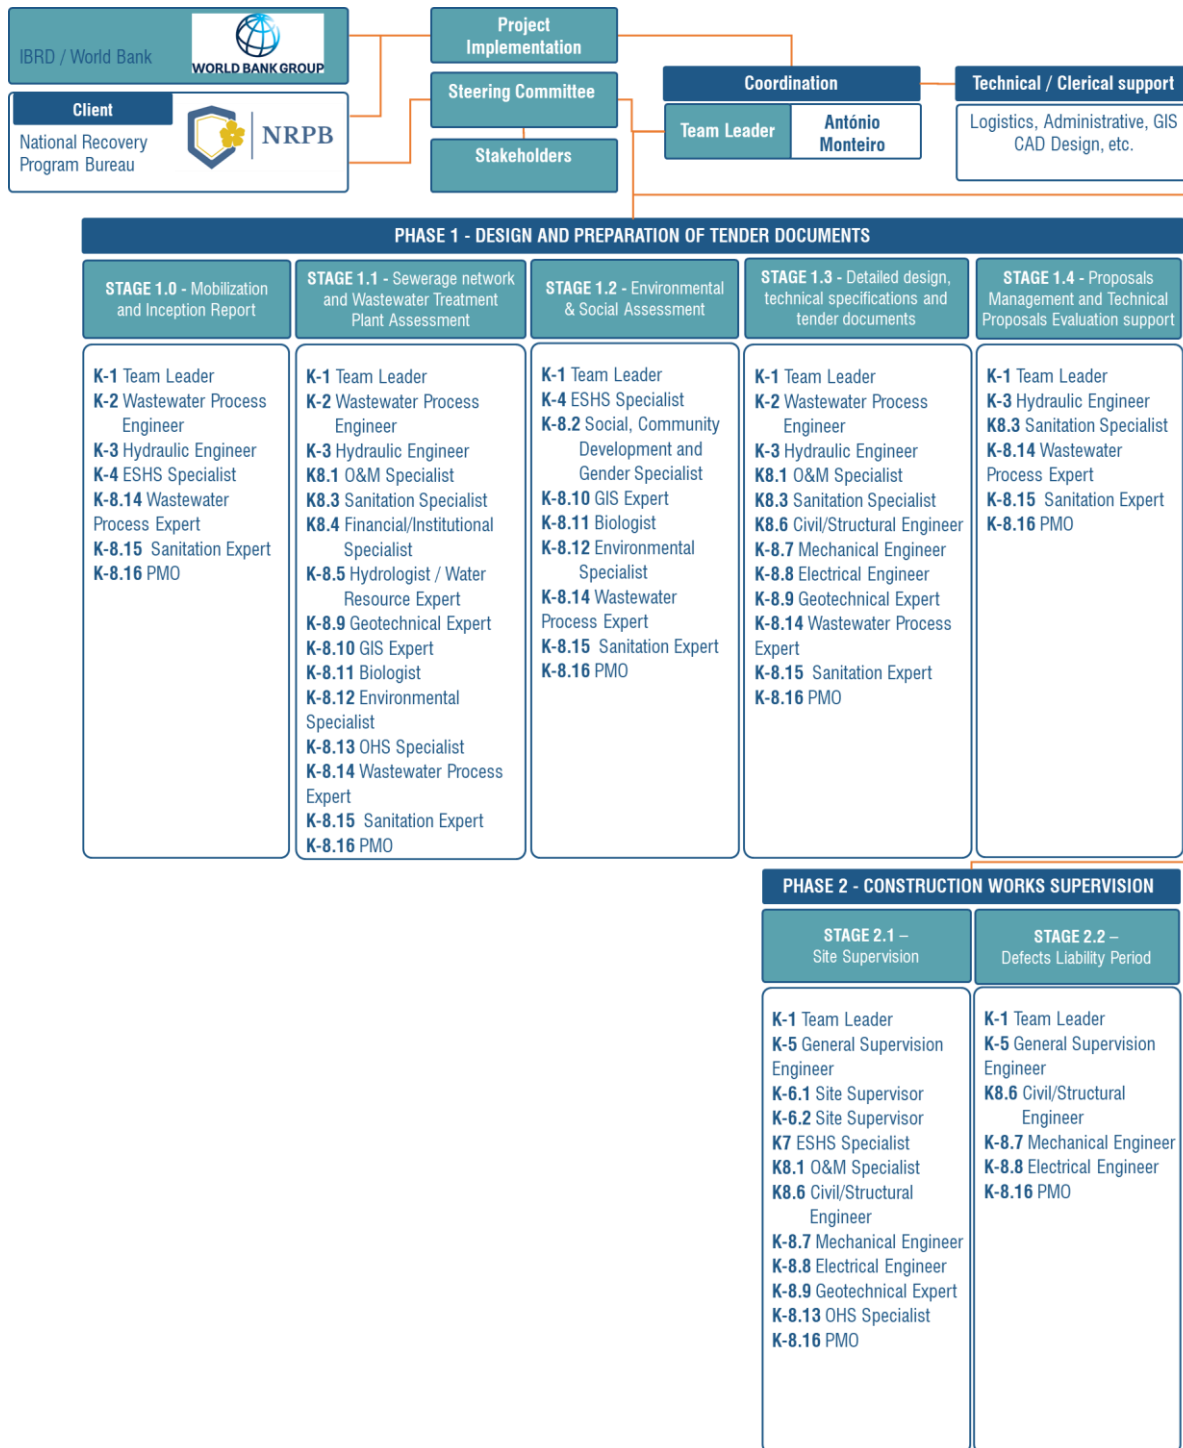 IBRD / World Bank
WORLD BANK GROUP
Client
National Recovery
Program Bureau
NRPB
Project
Implementation
Steering Committee
Stakeholders
Coordination
Team Leader
António
Monteiro
Technical / Clerical support
Logistics, Administrative, GIS
CAD Design, etc.
PHASE 1 - DESIGN AND PREPARATION OF TENDER DOCUMENTS
STAGE 1.0 - Mobilization
and Inception Report
K-1 Team Leader
K-2 Wastewater Process
Engineer
K-3 Hydraulic Engineer
K-4 ESHS Specialist
K-8.14 Wastewater
Process Expert
K-8.15 Sanitation Expert
K-8.16 PMO
STAGE 1.1 - Sewerage network
and Wastewater Treatment
Plant Assessment
K-1 Team Leader
K-2 Wastewater Process
Engineer
K-3 Hydraulic Engineer
K8.1 O&M Specialist
K8.3 Sanitation Specialist
K8.4 Financial/Institutional
Specialist
K-8.5 Hydrologist / Water
Resource Expert
K-8.9 Geotechnical Expert
K-8.10 GIS Expert
K-8.11 Biologist
K-8.12 Environmental
Specialist
K-8.13 OHS Specialist
K-8.14 Wastewater Process
Expert
K-8.15 Sanitation Expert
K-8.16 PMO
STAGE 1.2 - Environmental
& Social Assessment
K-1 Team Leader
K-4 ESHS Specialist
K-8.2 Social, Community
Development and
Gender Specialist
K-8.10 GIS Expert
K-8.11 Biologist
K-8.12 Environmental
Specialist
K-8.14 Wastewater
Process Expert
K-8.15 Sanitation Expert
K-8.16 PMO
STAGE 1.3 - Detailed design,
technical specifications and
tender documents
K-1 Team Leader
K-2 Wastewater Process
Engineer
K-3 Hydraulic Engineer
K8.1 O&M Specialist
K8.3 Sanitation Specialist
K8.6 Civil/Structural Engineer
K-8.7 Mechanical Engineer
K-8.8 Electrical Engineer
K-8.9 Geotechnical Expert
K-8.14 Wastewater Process
Expert
K-8.15 Sanitation Expert
K-8.16 PMO
STAGE 1.4 - Proposals
Management and Technical
Proposals Evaluation support
K-1 Team Leader
K-3 Hydraulic Engineer
K8.3 Sanitation Specialist
K-8.14 Wastewater
Process Expert
K-8.15 Sanitation Expert
K-8.16 PMO
PHASE 2 - CONSTRUCTION WORKS SUPERVISION
STAGE 2.1 –
Site Supervision
K-1 Team Leader
K-5 General Supervision
Engineer
K-6.1 Site Supervisor
K-6.2 Site Supervisor
K7 ESHS Specialist
K8.1 O&M Specialist
K8.6 Civil/Structural
Engineer
K-8.7 Mechanical Engineer
K-8.8 Electrical Engineer
K-8.9 Geotechnical Expert
K-8.13 OHS Specialist
K-8.16 PMO
STAGE 2.2 –
Defects Liability Period
K-1 Team Leader
K-5 General Supervision
Engineer
K8.6 Civil/Structural
Engineer
K-8.7 Mechanical Engineer
K-8.8 Electrical Engineer
K-8.16 PMO